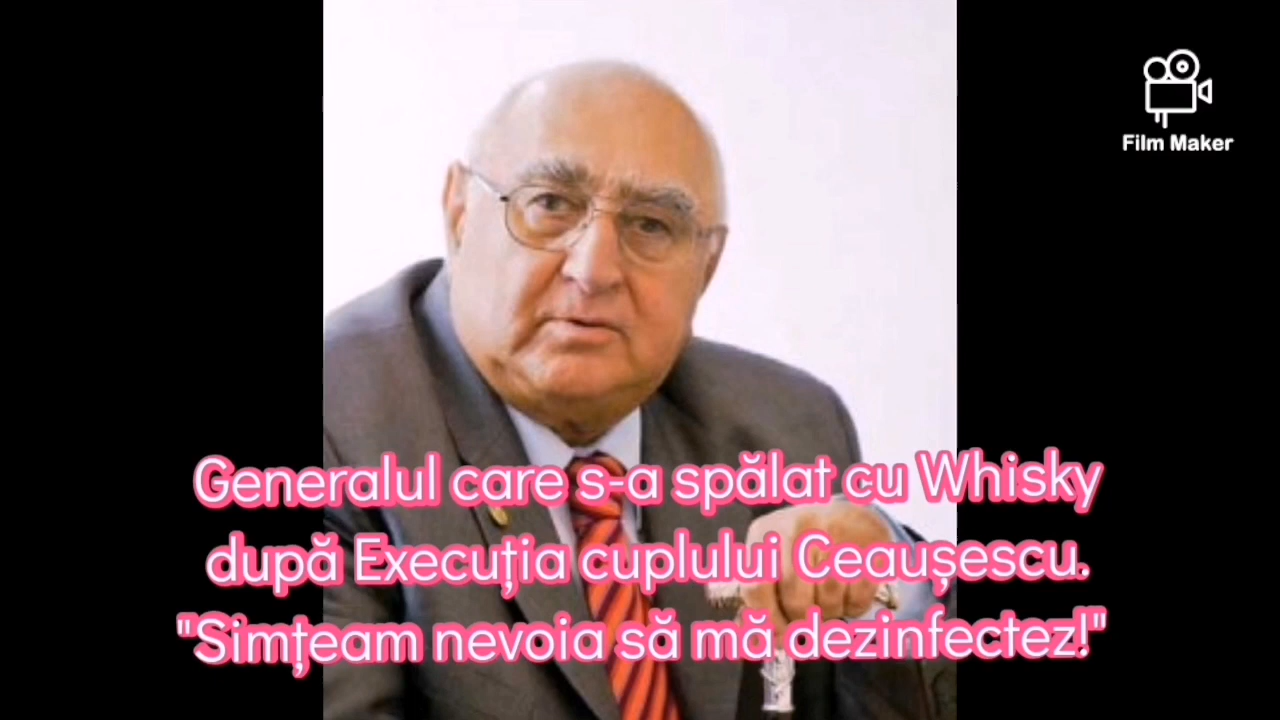 Film Maker
Generalul care s-a spălat cu Whisky
după Execuția cuplului Ceaușescu.
"Simțeam nevoia să mă dezinfectez!"